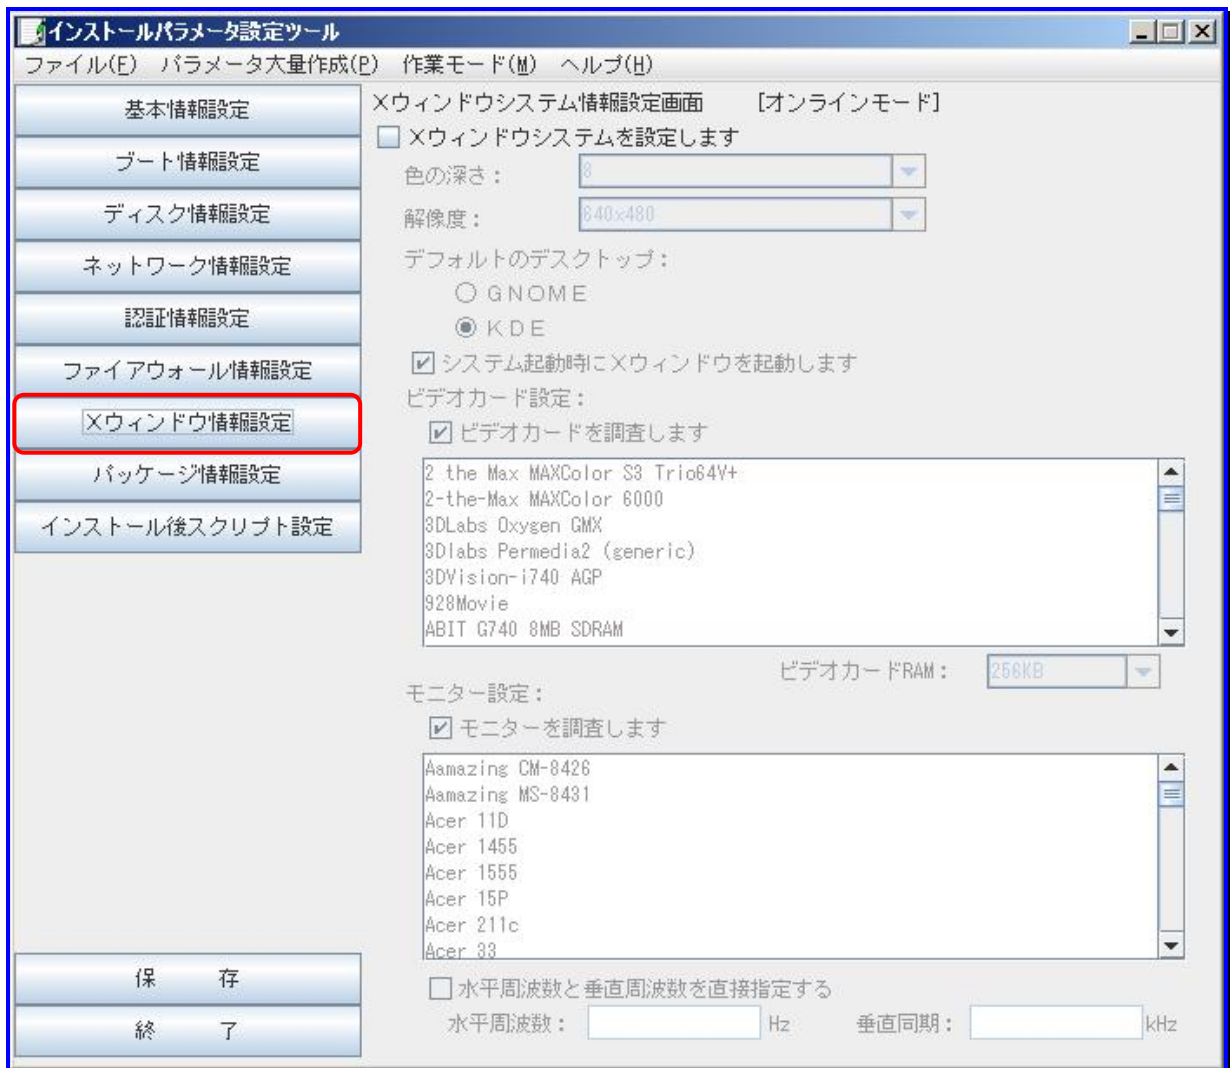 インストールパラメータ設定ツール
ファイル(F) パラメータ大量作成(P) 作業モード(M) ヘルプ(H)
基本情報設定
ブート情報設定
ディスク情報設定
ネットワーク情報設定
認証情報設定
ファイアウォール情報設定
Xウィンドウ情報設定
パッケージ情報設定
インストール後スクリプト設定
保 存
終 了
Xウィンドウシステム情報設定画面 [オンラインモード]
Xウィンドウシステムを設定します
色の深さ: 8
解像度: 640x480
デフォルトのデスクトップ:
GNOME
KDE
システム起動時にXウィンドウを起動します
ビデオカード設定:
ビデオカードを調査します
2 the Max MAXColor S3 Trio64V+
2-the-Max MAXColor 6000
3DLabs Oxygen GMX
3Dlabs Permedia2 (generic)
3DVision-i740 AGP
928Movie
ABIT G740 8MB SDRAM
ビデオカードRAM: 256KB
モニター設定:
モニターを調査します
Aamazing CM-8426
Aamazing MS-8431
Acer 11D
Acer 1455
Acer 1555
Acer 15P
Acer 211c
Acer 33
水平周波数と垂直周波数を直接指定する
水平周波数: Hz 垂直同期: kHz